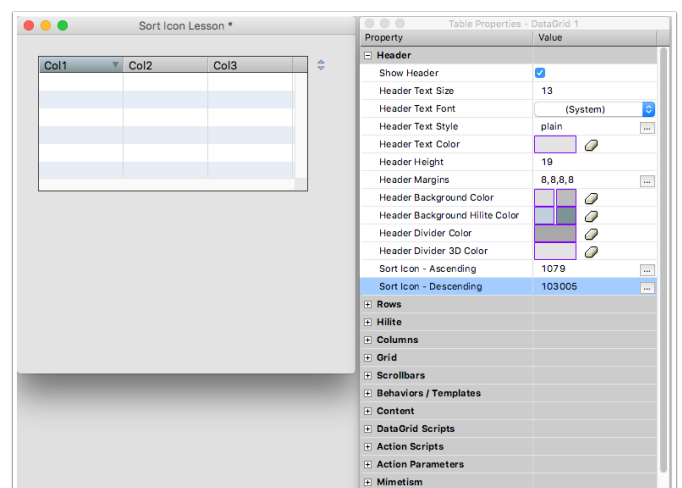 Sort Icon Lesson *
Col1 Col2 Col3
Table Properties - DataGrid 1
Property Value
Header
Show Header
Header Text Size 13
Header Text Font (System)
Header Text Style plain ...
Header Text Color
Header Height 19
Header Margins 8,8,8,8 ...
Header Background Color
Header Background Hilite Color
Header Divider Color
Header Divider 3D Color
Sort Icon - Ascending 1079 ...
Sort Icon - Descending 103005 ...
Rows
Hilite
Columns
Grid
Scrollbars
Behaviors / Templates
Content
DataGrid Scripts
Action Scripts
Action Parameters
Mimetism